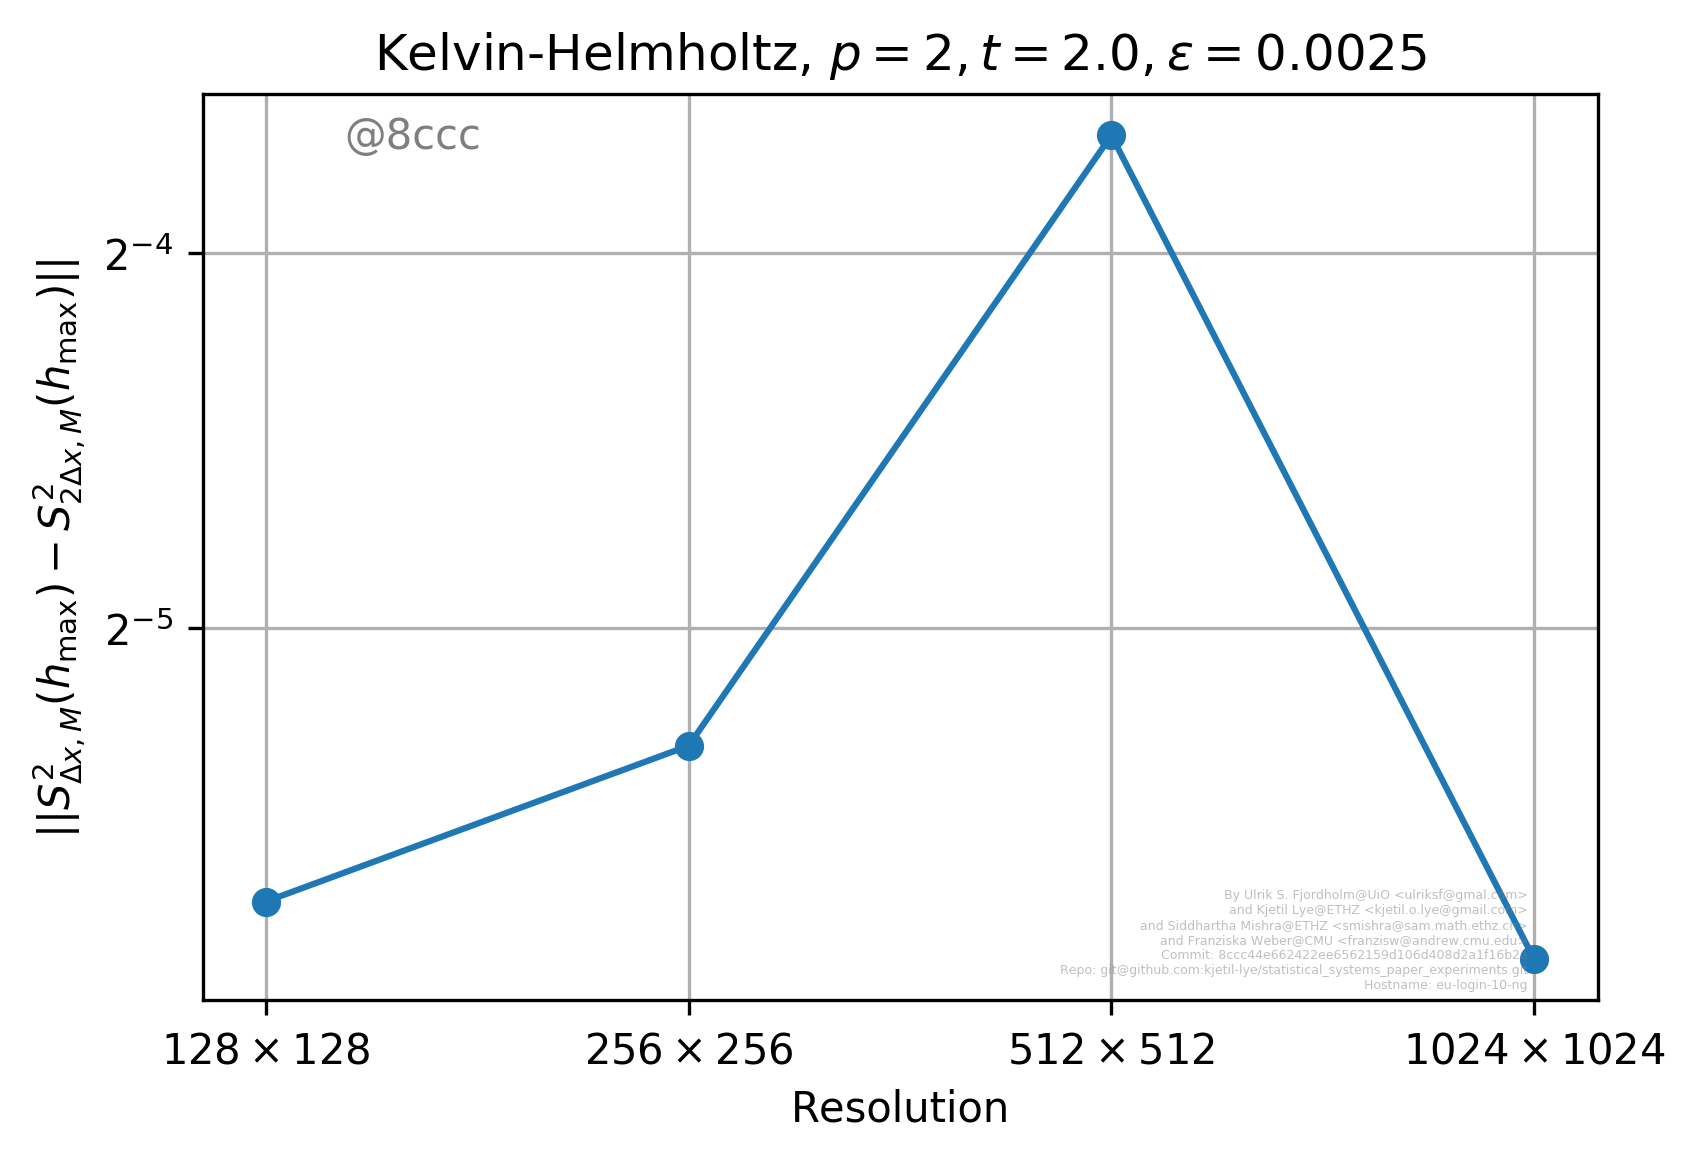 Kelvin-Helmholtz, p = 2, t = 2.0, ε = 0.0025
@8ccc
2⁻⁴
2⁻⁵
||S²_{Δx, M}(h_max) − S²_{2Δx, M}(h_max)||
By Ulrik S. Fjordholm@UiO <ulriksf@gmal.com>
and Kjetil Lye@ETHZ <kjetil.o.lye@gmail.com>
and Siddhartha Mishra@ETHZ <smishra@sam.math.ethz.ch>
and Franziska Weber@CMU <franzisw@andrew.cmu.edu>
Commit:
Repo: git@github.com:kjetil-lye/statistical_systems_paper_experiments.git
Hostname: eu-login-10-ng
128 × 128
256 × 256
512 × 512
1024 × 1024
Resolution